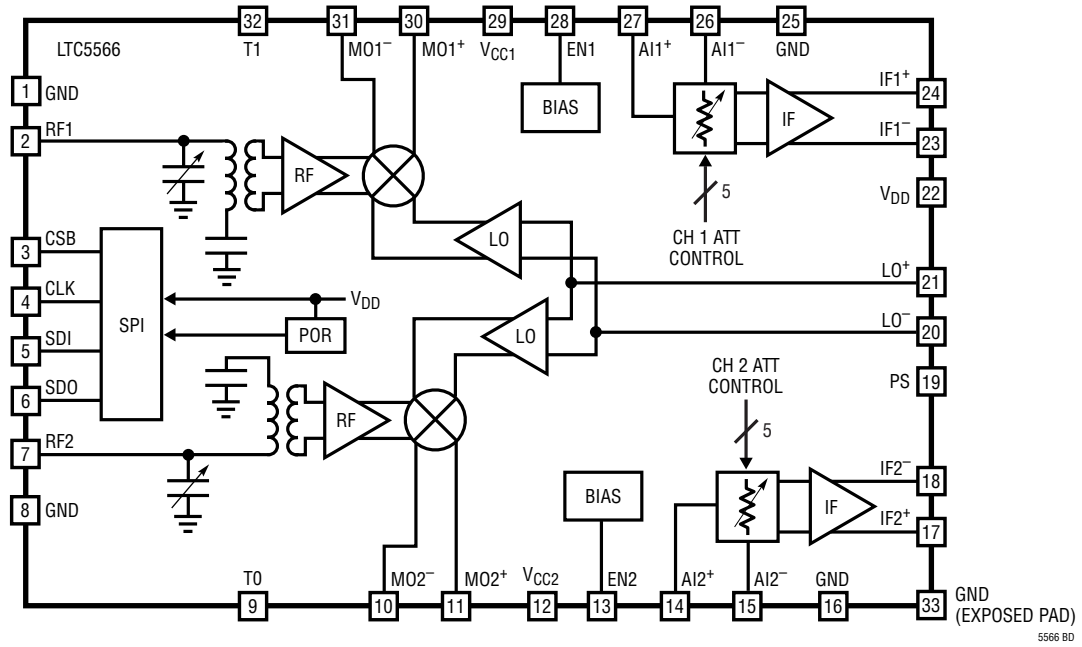 32 31 30 29 28 27 26 25
LTC5566
T1 MO1⁻ MO1⁺ VCC1 EN1 AI1⁺ AI1⁻ GND
1 GND
BIAS
IF
IF1⁺ 24
2 RF1
IF1⁻ 23
RF
5
VDD 22
CH 1 ATT
CONTROL
LO
3 CSB
LO⁺ 21
4 CLK
SPI
VDD
POR
LO
LO⁻ 20
5 SDI
6 SDO
CH 2 ATT
CONTROL
PS 19
RF
5
7 RF2
BIAS
IF
IF2⁻ 18
8 GND
IF2⁺ 17
T0 MO2⁻ MO2⁺ VCC2 EN2 AI2⁺ AI2⁻ GND
9 10 11 12 13 14 15 16 33
GND
(EXPOSED PAD)
5566 BD